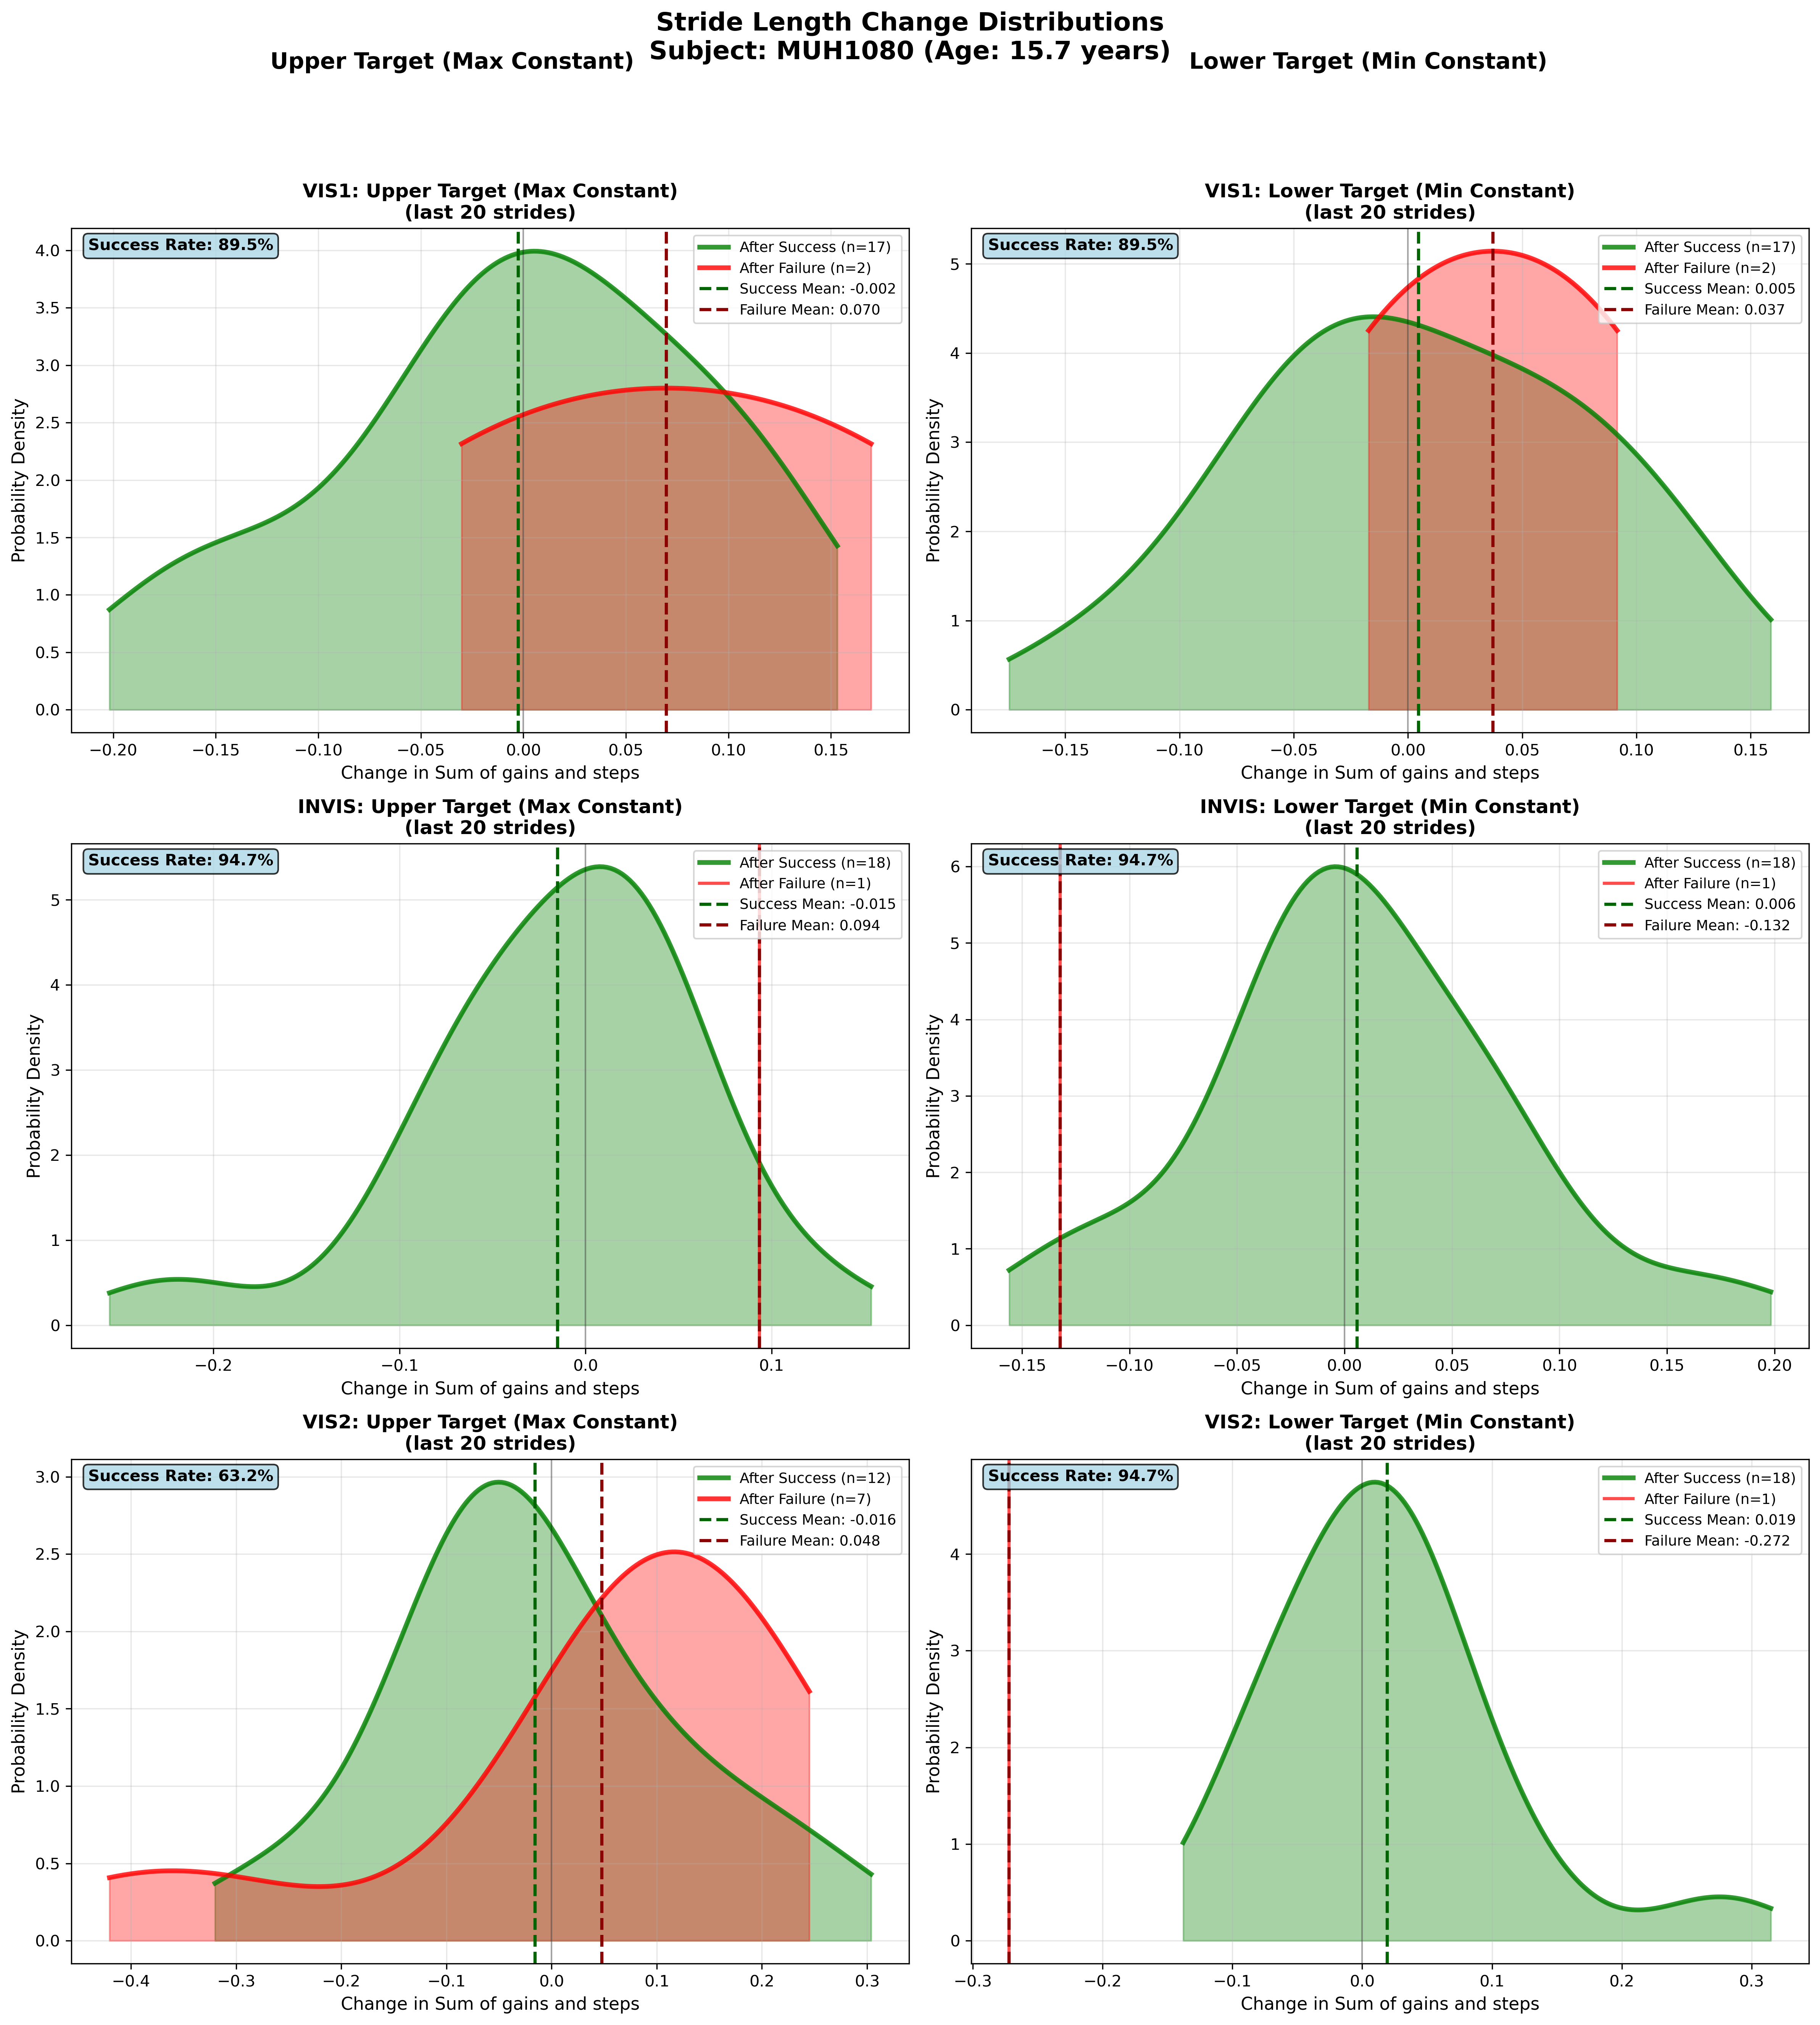 Stride Length Change Distributions
Subject: MUH1080 (Age: 15.7 years)
Upper Target (Max Constant)
Lower Target (Min Constant)
VIS1: Upper Target (Max Constant)
(last 20 strides)
Success Rate: 89.5%
After Success (n=17)
After Failure (n=2)
Success Mean: -0.002
Failure Mean: 0.070
Probability Density
4.0
3.5
3.0
2.5
2.0
1.5
1.0
0.5
0.0
−0.20 −0.15 −0.10 −0.05 0.00 0.05 0.10 0.15
Change in Sum of gains and steps
VIS1: Lower Target (Min Constant)
(last 20 strides)
Success Rate: 89.5%
After Success (n=17)
After Failure (n=2)
Success Mean: 0.005
Failure Mean: 0.037
Probability Density
5
4
3
2
1
0
−0.15 −0.10 −0.05 0.00 0.05 0.10 0.15
Change in Sum of gains and steps
INVIS: Upper Target (Max Constant)
(last 20 strides)
Success Rate: 94.7%
After Success (n=18)
After Failure (n=1)
Success Mean: -0.015
Failure Mean: 0.094
Probability Density
5
4
3
2
1
0
−0.2 −0.1 0.0 0.1
Change in Sum of gains and steps
INVIS: Lower Target (Min Constant)
(last 20 strides)
Success Rate: 94.7%
After Success (n=18)
After Failure (n=1)
Success Mean: 0.006
Failure Mean: -0.132
Probability Density
6
5
4
3
2
1
0
−0.15 −0.10 −0.05 0.00 0.05 0.10 0.15 0.20
Change in Sum of gains and steps
VIS2: Upper Target (Max Constant)
(last 20 strides)
Success Rate: 63.2%
After Success (n=12)
After Failure (n=7)
Success Mean: -0.016
Failure Mean: 0.048
Probability Density
3.0
2.5
2.0
1.5
1.0
0.5
0.0
−0.4 −0.3 −0.2 −0.1 0.0 0.1 0.2 0.3
Change in Sum of gains and steps
VIS2: Lower Target (Min Constant)
(last 20 strides)
Success Rate: 94.7%
After Success (n=18)
After Failure (n=1)
Success Mean: 0.019
Failure Mean: -0.272
Probability Density
4
3
2
1
0
−0.3 −0.2 −0.1 0.0 0.1 0.2 0.3
Change in Sum of gains and steps